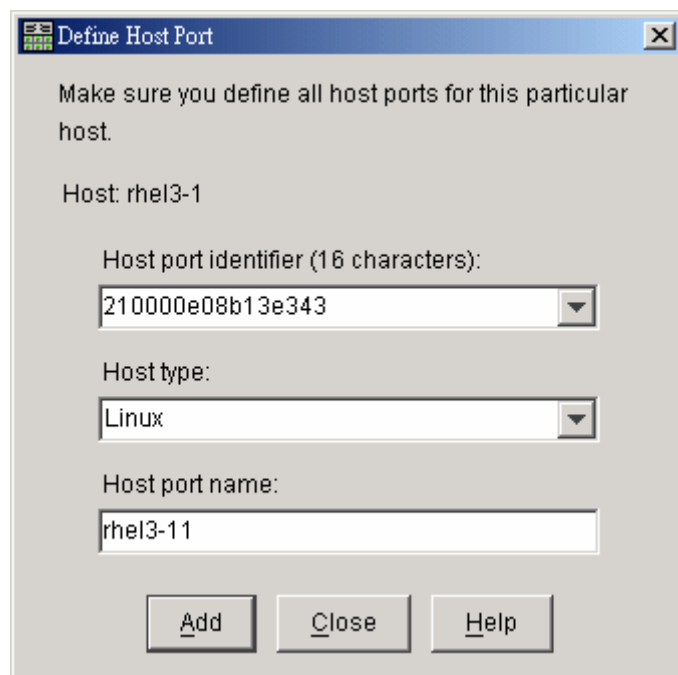 Define Host Port
Make sure you define all host ports for this particular
host.
Host: rhel3-1
Host port identifier (16 characters):
210000e08b13e343
Host type:
Linux
Host port name:
rhel3-11
Add Close Help